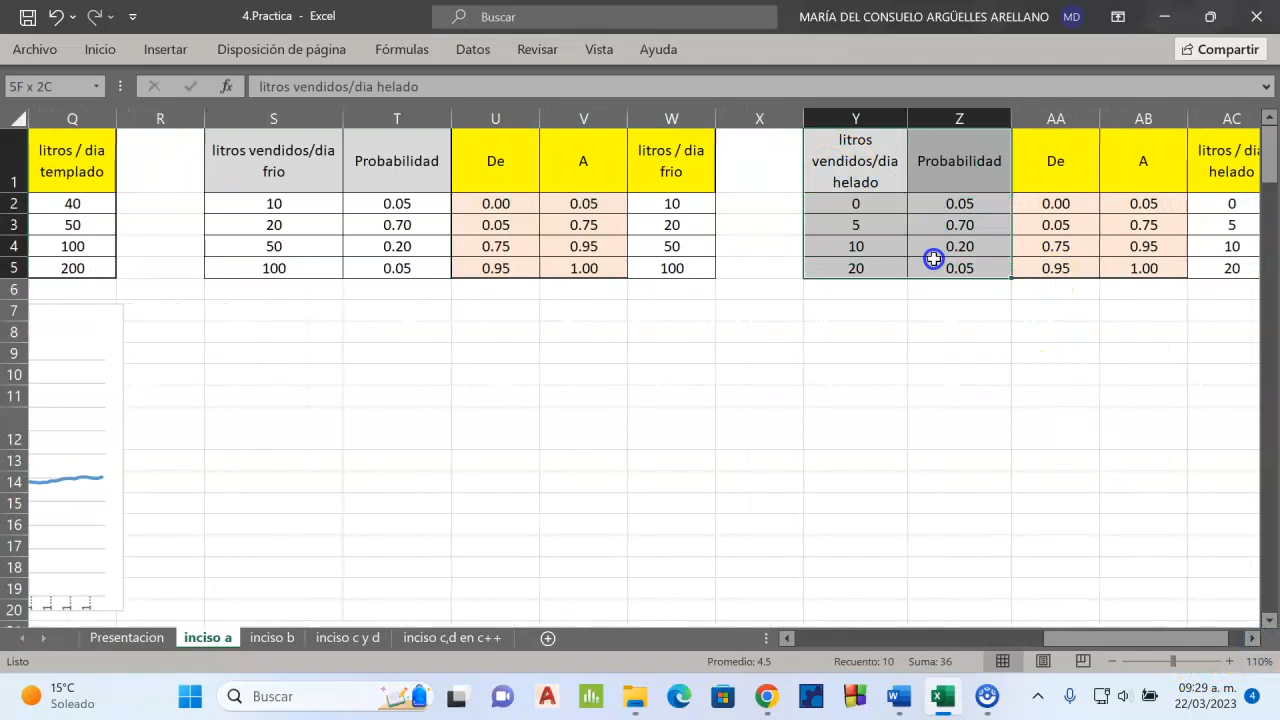 4.Practica - Excel
Buscar
MARÍA DEL CONSUELO ARGÜELLES ARELLANO
MD
Archivo Inicio Insertar Disposición de página Fórmulas Datos Revisar Vista Ayuda Compartir
5F x 2C fx litros vendidos/dia helado
Q R S T U V W X Y Z AA AB AC
1
litros / dia
templado
litros vendidos/dia
frio
Probabilidad
De
A
litros / dia
frio
litros
vendidos/dia
helado
Probabilidad
De
A
litros / dia
helado
2 40 10 0.05 0.00 0.05 10 0 0.05 0.00 0.05 0
3 50 20 0.70 0.05 0.75 20 5 0.70 0.05 0.75 5
4 100 50 0.20 0.75 0.95 50 10 0.20 0.75 0.95 10
5 200 100 0.05 0.95 1.00 100 20 0.05 0.95 1.00 20
6
7
8
9
10
11
12
13
14
15
16
17
18
19
20
Presentacion inciso a inciso b inciso c y d inciso c,d en c++
Listo Promedio: 4.5 Recuento: 10 Suma: 36 110%
15°C
Soleado
Buscar
09:29 a. m.
22/03/2023
4